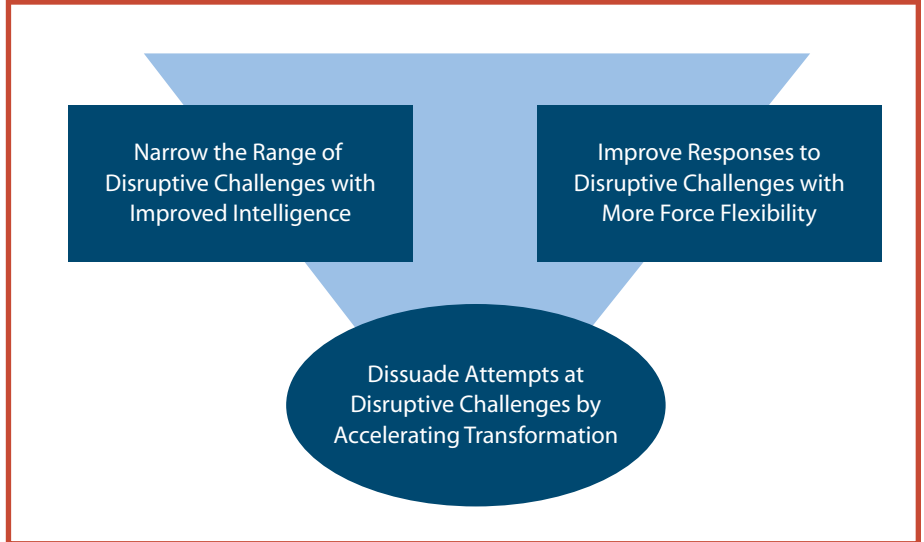 Narrow the Range of
Disruptive Challenges with
Improved Intelligence
Improve Responses to
Disruptive Challenges with
More Force Flexibility
Dissuade Attempts at
Disruptive Challenges by
Accelerating Transformation